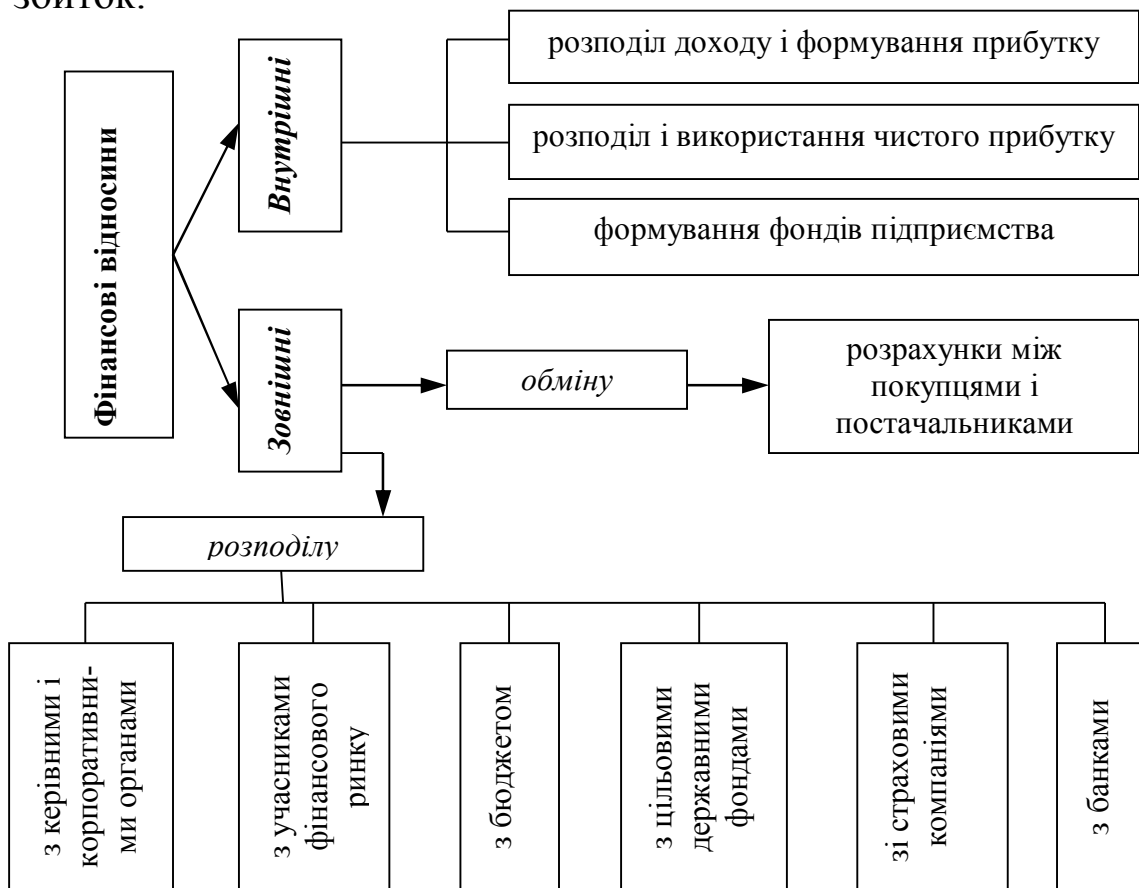 збиток.
розподіл доходу і формування прибутку
Фінансові відносини
Внутрішні
розподіл і використання чистого прибутку
формування фондів підприємства
Зовнішні
обміну
розрахунки між
покупцями і
постачальниками
розподілу
з керівними і
корпоративни-
ми органами
з учасниками
фінансового
ринку
з бюджетом
з цільовими
державними
фондами
зі страховими
компаніями
з банками